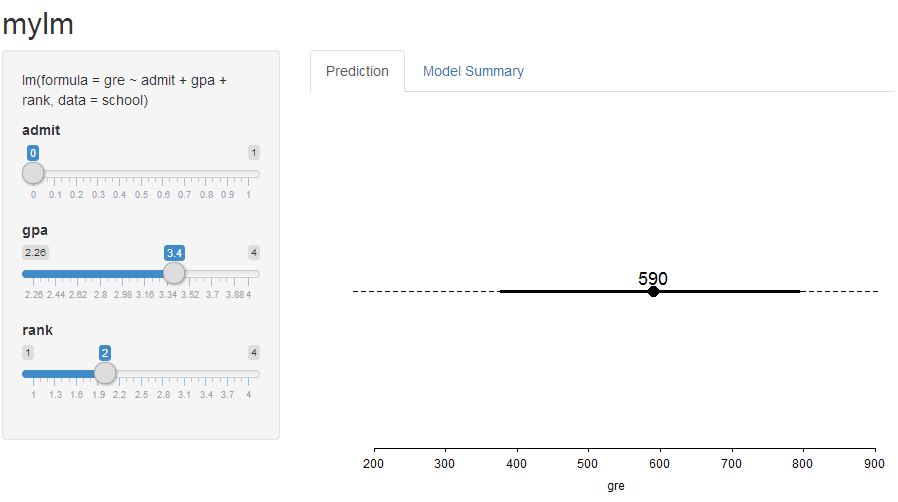 mylm
lm(formula = gre ~ admit + gpa +
rank, data = school)
admit
0 1
0 0.1 0.2 0.3 0.4 0.5 0.6 0.7 0.8 0.9 1
gpa
2.26 3.4 4
2.26 2.44 2.62 2.8 2.98 3.16 3.34 3.52 3.7 3.88 4
rank
1 2 4
1 1.3 1.6 1.9 2.2 2.5 2.8 3.1 3.4 3.7 4
Prediction Model Summary
590
200 300 400 500 600 700 800 900
gre